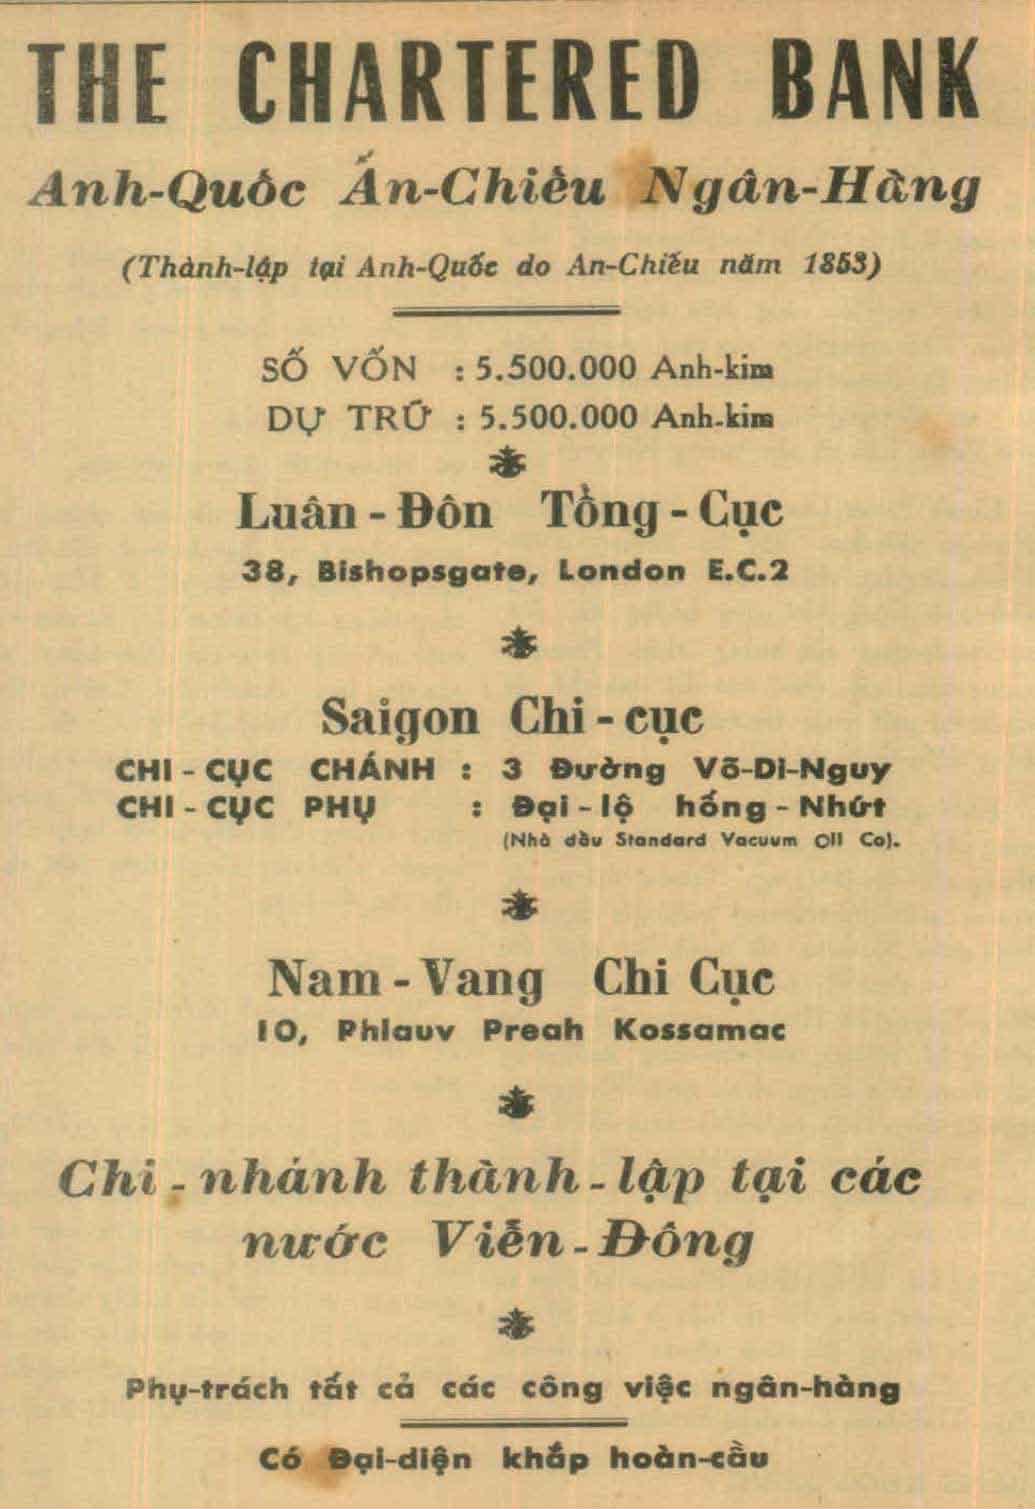 THE CHARTERED BANK
Anh-Quốc Ấn-Chiếu Ngân-Hàng
(Thành-lập tại Anh-Quốc do Ấn-Chiếu năm 1853)
SỐ VỐN : 5.500.000 Anh-kim
DỰ TRỮ : 5.500.000 Anh-kim
Luân - Đôn Tổng - Cục
38, Bishopsgate, London E.C.2
Saigon Chi - cục
CHI - CỤC CHÁNH : 3 Đường Võ-Di-Nguy
CHI - CỤC PHỤ : Đại - lộ hống - Nhứt
(Nhà dầu Standard Vacuum Oil Co).
Nam - Vang Chi Cục
10, Phlauv Preah Kossamac
Chi - nhánh thành - lập tại các
nước Viễn - Đông
Phụ-trách tất cả các công việc ngân-hàng
Có Đại-diện khắp hoàn-cầu